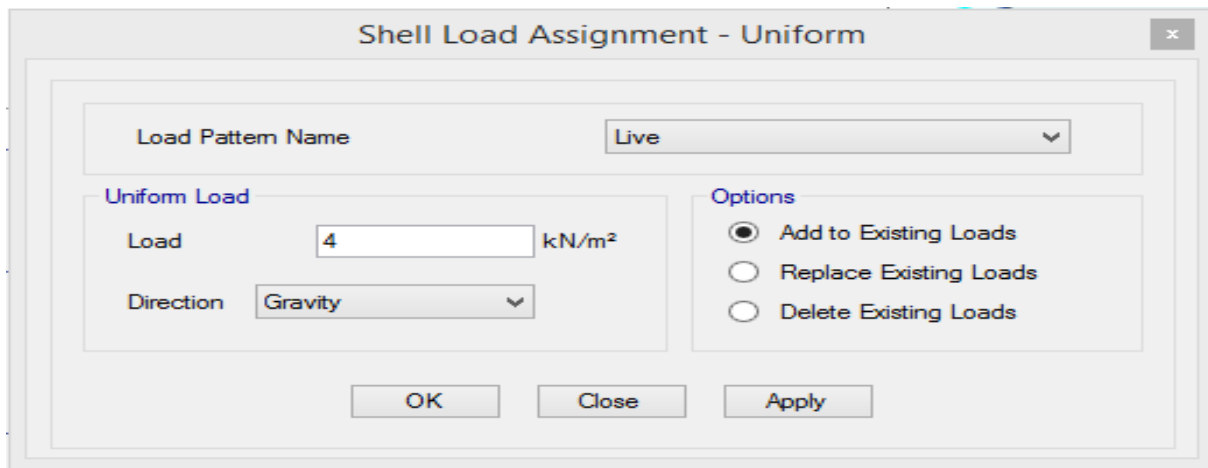 Shell Load Assignment - Uniform
Load Pattern Name
Live
Uniform Load
Load
4
kN/m²
Direction
Gravity
Options
Add to Existing Loads
Replace Existing Loads
Delete Existing Loads
OK
Close
Apply